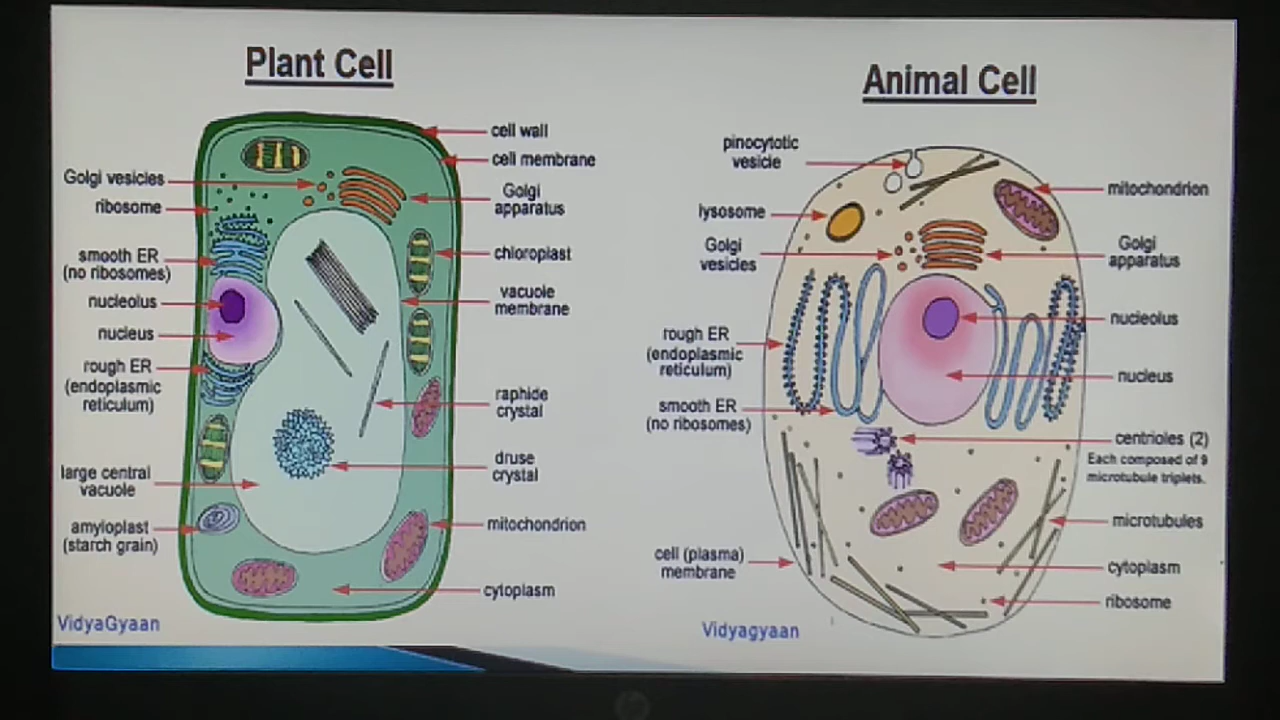 Plant Cell
cell wall
cell membrane
Golgi vesicles
Golgi
apparatus
ribosome
smooth ER
(no ribosomes)
chloroplast
nucleolus
vacuole
membrane
nucleus
rough ER
(endoplasmic
reticulum)
raphide
crystal
druse
crystal
large central
vacuole
amyloplast
(starch grain)
mitochondrion
cytoplasm
VidyaGyaan
Animal Cell
pinocytotic
vesicle
mitochondrion
lysosome
Golgi
vesicles
Golgi
apparatus
nucleolus
rough ER
(endoplasmic
reticulum)
nucleus
smooth ER
(no ribosomes)
centrioles (2)
Each composed of 9
microtubule triplets.
microtubules
cell (plasma)
membrane
cytoplasm
ribosome
Vidyagyaan